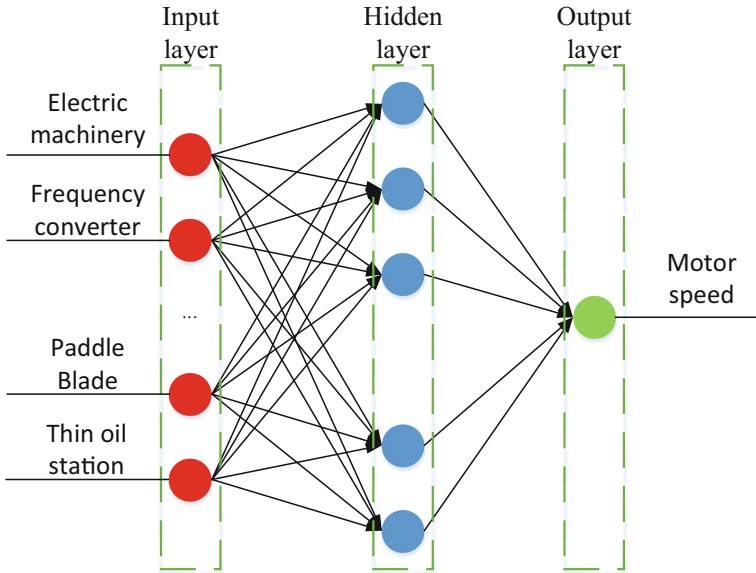 Input
layer
Hidden
layer
Output
layer
Electric
machinery
Frequency
converter
...
Paddle
Blade
Thin oil
station
Motor
speed